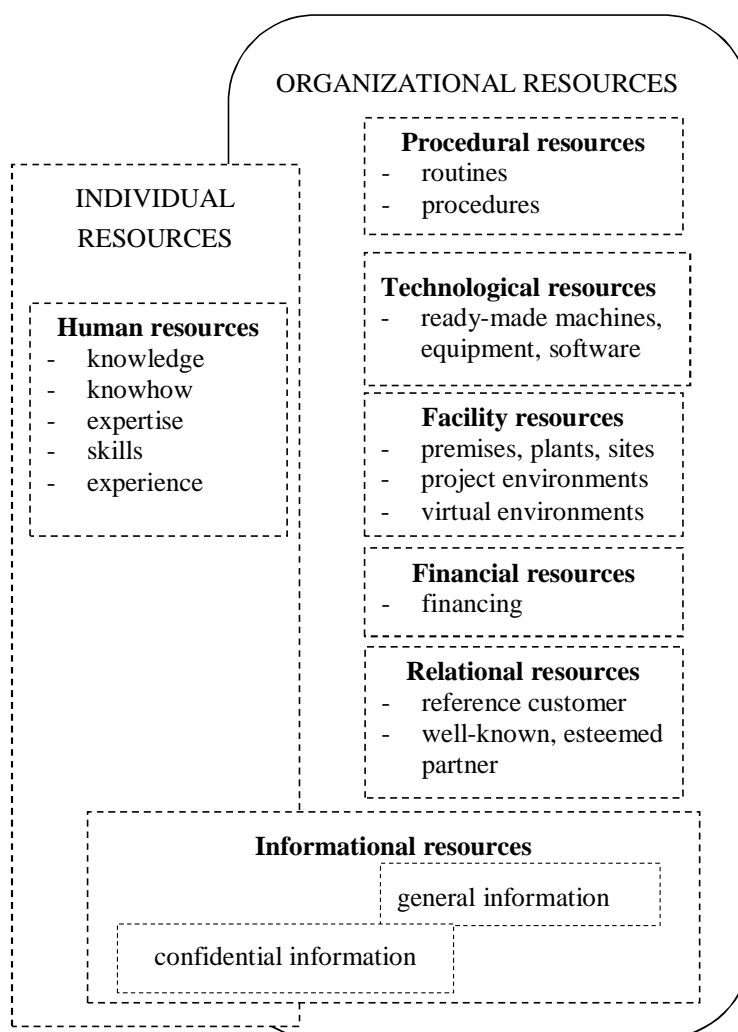 ORGANIZATIONAL RESOURCES
Procedural resources
- routines
- procedures
INDIVIDUAL
RESOURCES
Technological resources
- ready-made machines,
equipment, software
Human resources
- knowledge
- knowhow
- expertise
- skills
- experience
Facility resources
- premises, plants, sites
- project environments
- virtual environments
Financial resources
- financing
Relational resources
- reference customer
- well-known, esteemed
partner
Informational resources
general information
confidential information